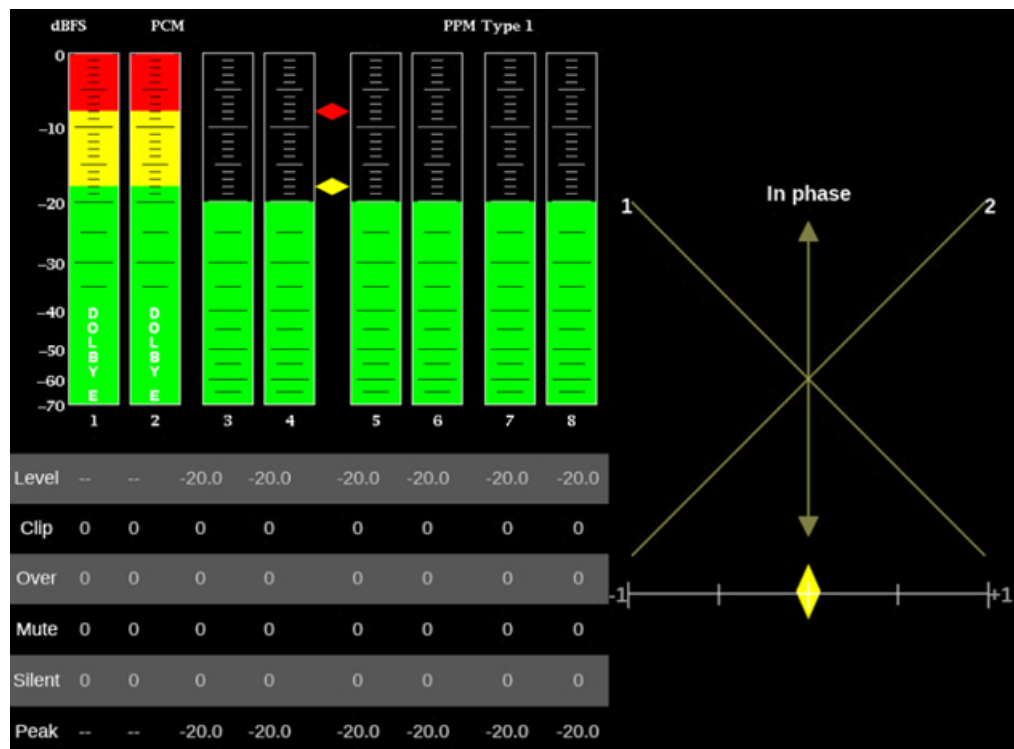 dBFS PCM PPM Type 1
0
-10
-20
-30
-40
-50
-60
-70
DOLBY E
DOLBY E
1 2 3 4 5 6 7 8
In phase
1 2
-1 +1
Level -- -- -20.0 -20.0 -20.0 -20.0 -20.0 -20.0
Clip 0 0 0 0 0 0 0 0
Over 0 0 0 0 0 0 0 0
Mute 0 0 0 0 0 0 0 0
Silent 0 0 0 0 0 0 0 0
Peak -- -- -20.0 -20.0 -20.0 -20.0 -20.0 -20.0